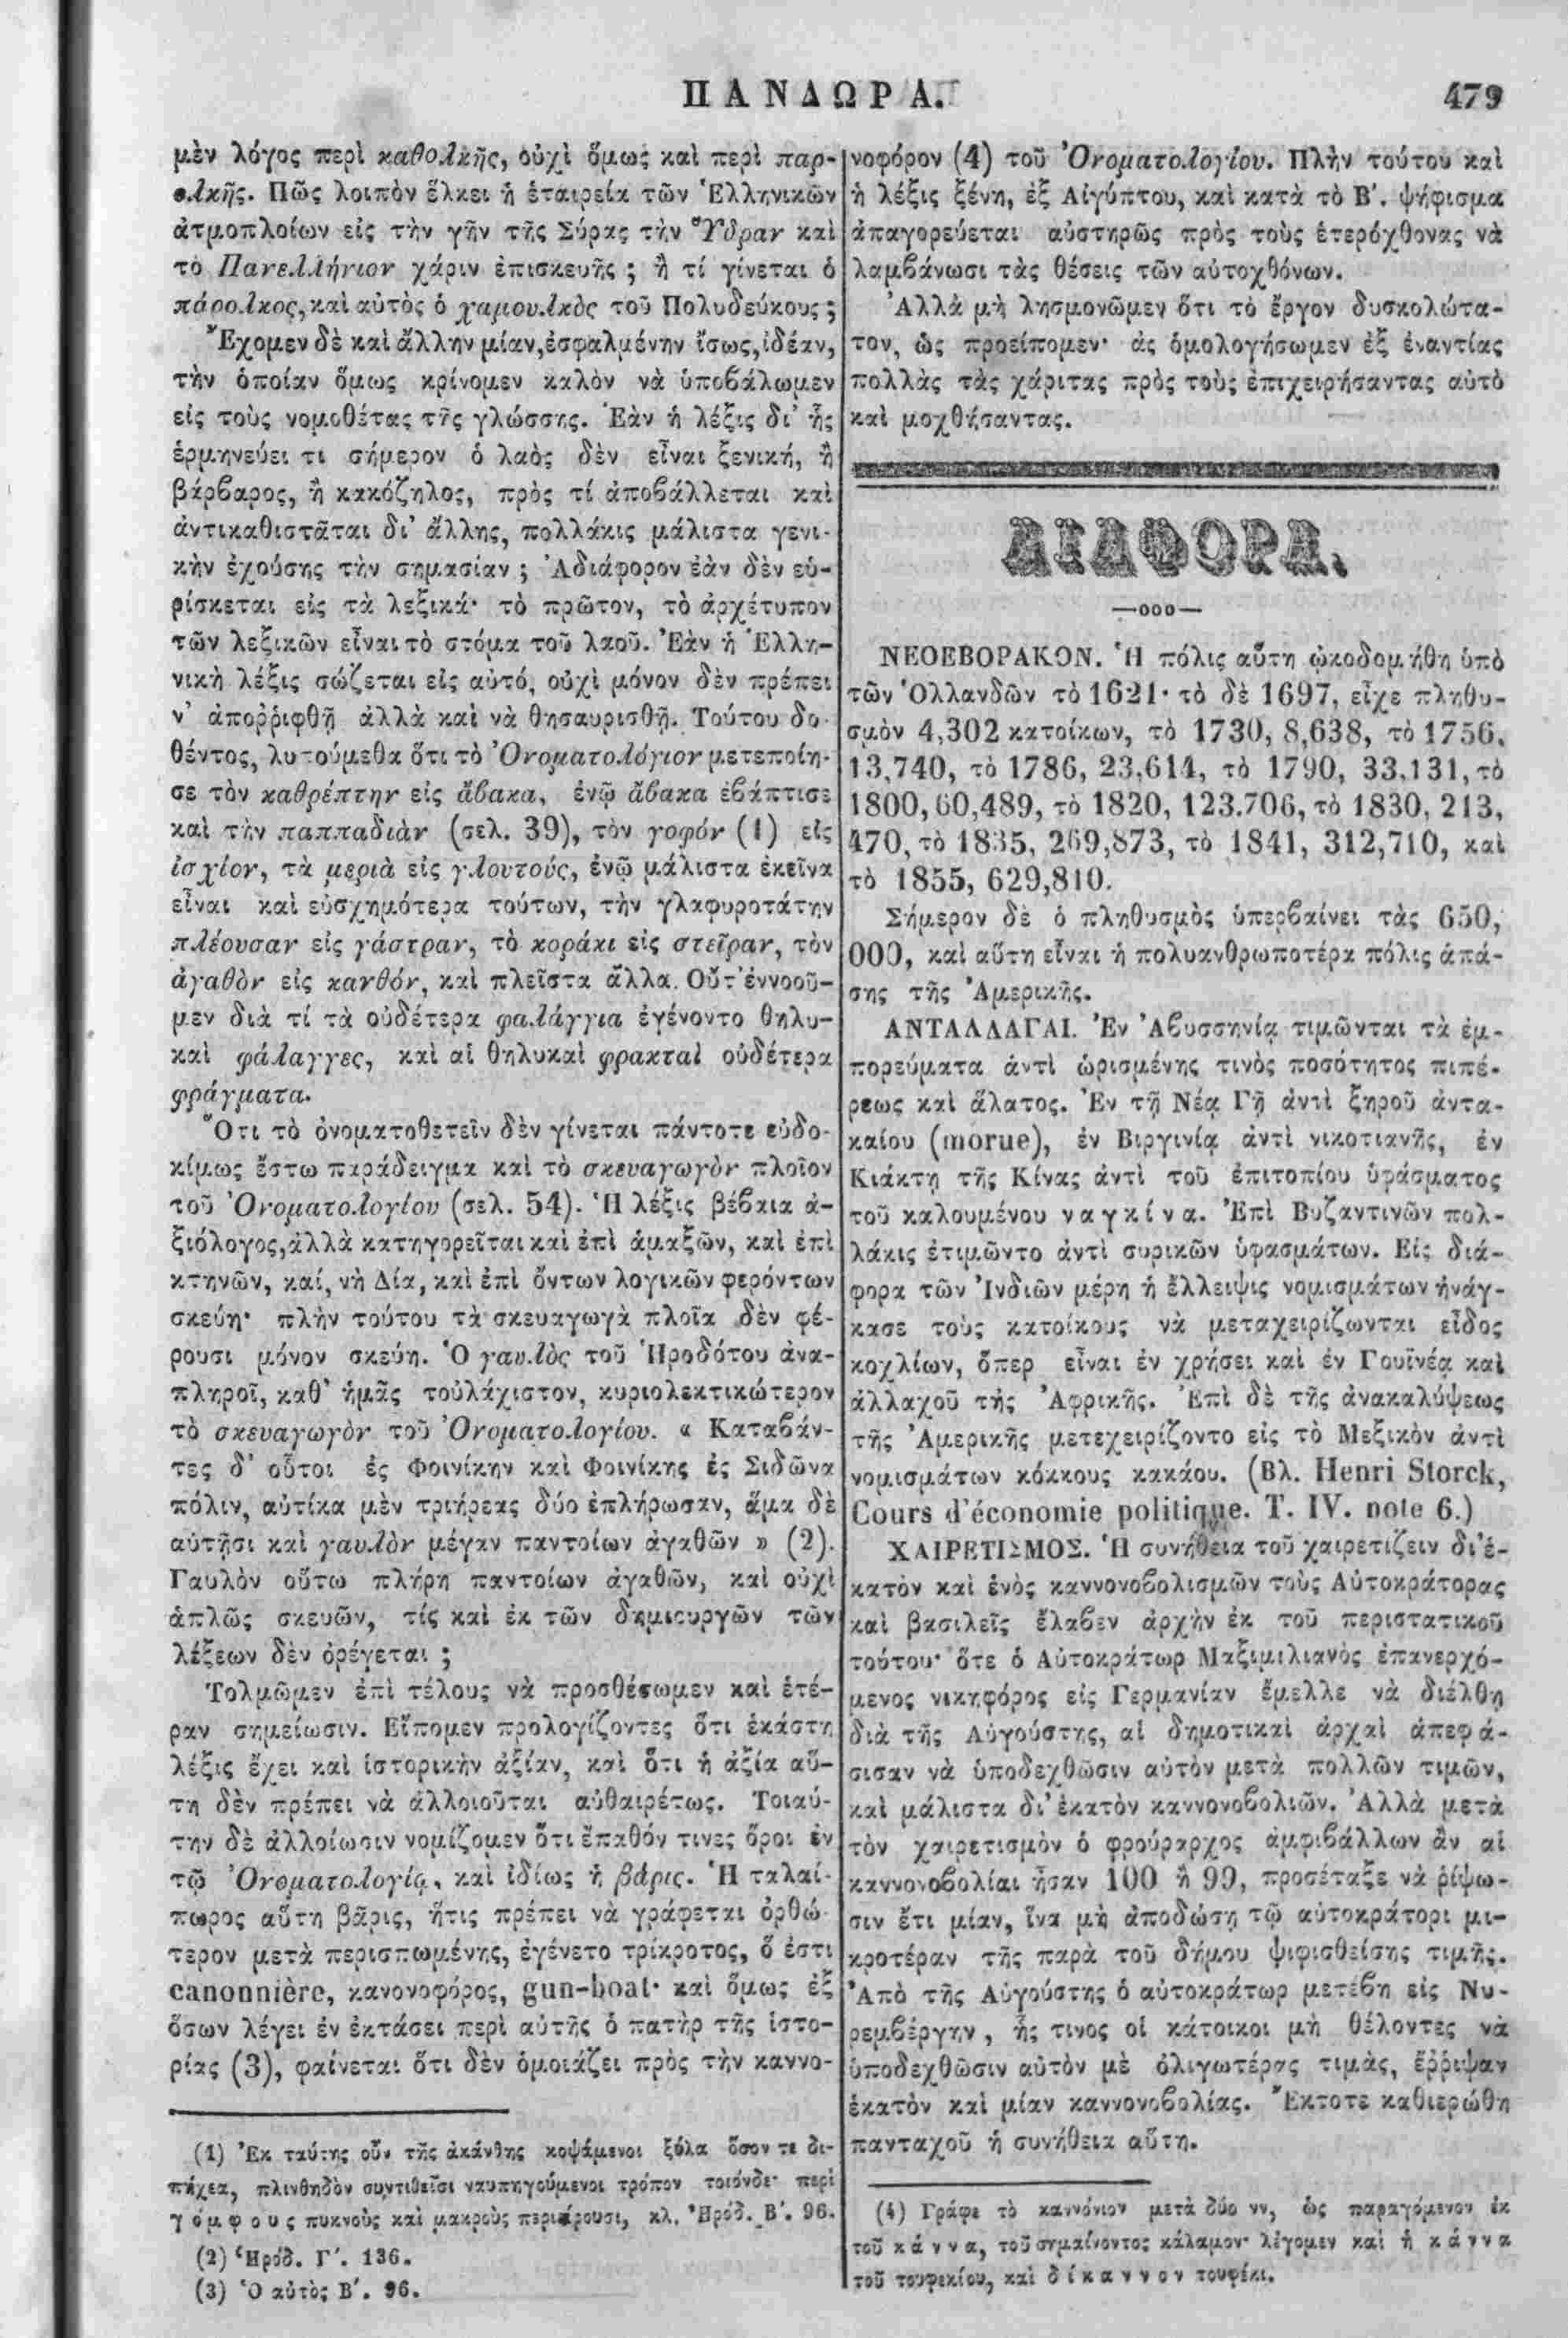 ΠΑΝΔΩΡΑ.
479
μὲν λόγος περὶ καθολκῆς, οὐχὶ ὅμως καὶ περὶ παρ-
ολκῆς. Πῶς λοιπὸν ἕλκει ἡ ἑταιρεία τῶν Ἑλληνικῶν
ἀτμοπλοίων εἰς τὴν γῆν τῆς Σύρας τὴν Ὕδραν καὶ
τὸ Πανελλήνιον χάριν ἐπισκευῆς ; ἢ τί γίνεται ὁ
πάρολκος, καὶ αὐτὸς ὁ χαμουλκὸς τοῦ Πολυδεύκους ;
Ἔχομεν δὲ καὶ ἄλλην μίαν, ἐσφαλμένην ἴσως, ἰδέαν,
τὴν ὁποίαν ὅμως κρίνομεν καλὸν νὰ ὑποβάλωμεν
εἰς τοὺς νομοθέτας τῆς γλώσσης. Ἐὰν ἡ λέξις δι' ἧς
ἑρμηνεύει τι σήμερον ὁ λαὸς δὲν εἶναι ξενική, ἢ
βάρβαρος, ἢ κακόζηλος, πρὸς τί ἀποβάλλεται καὶ
ἀντικαθιστᾶται δι' ἄλλης, πολλάκις μάλιστα γενι-
κὴν ἐχούσης τὴν σημασίαν ; Ἀδιάφορον ἐὰν δὲν εὑ-
ρίσκεται εἰς τὰ λεξικά· τὸ πρῶτον, τὸ ἀρχέτυπον
τῶν λεξικῶν εἶναι τὸ στόμα τοῦ λαοῦ. Ἐὰν ἡ Ἑλλη-
νικὴ λέξις σώζεται εἰς αὐτό, οὐχὶ μόνον δὲν πρέπει
ν' ἀποῤῥιφθῇ ἀλλὰ καὶ νὰ θησαυρισθῇ. Τούτου δο-
θέντος, λυπούμεθα ὅτι τὸ Ὀνοματολόγιον μετεποίη-
σε τὸν καθρέπτην εἰς ἄβακα, ἐνῷ ἄβακα ἐβάπτισε
καὶ τὴν παππαδιὰν (σελ. 39), τὸν γοφόν (1) εἰς
ἰσχίον, τὰ μεριὰ εἰς γλουτούς, ἐνῷ μάλιστα ἐκεῖνα
εἶναι καὶ εὐσχημότερα τούτων, τὴν γλαφυροτάτην
πλέουσαν εἰς γάστραν, τὸ κοράκι εἰς στεῖραν, τὸν
ἀγαθὸν εἰς κανθόν, καὶ πλεῖστα ἄλλα. Οὔτ' ἐννοοῦ-
μεν διὰ τί τὰ οὐδέτερα φαλάγγια ἐγένοντο θηλυ-
καὶ φάλαγγες, καὶ αἱ θηλυκαὶ φρακταὶ οὐδέτερα
φράγματα.
Ὅτι τὸ ὀνοματοθετεῖν δὲν γίνεται πάντοτε εὐδο-
κίμως ἔστω παράδειγμα καὶ τὸ σκευαγωγὸν πλοῖον
τοῦ Ὀνοματολογίου (σελ. 54). Ἡ λέξις βέβαια ἀ-
ξιόλογος, ἀλλὰ κατηγορεῖται καὶ ἐπὶ ἁμαξῶν, καὶ ἐπὶ
κτηνῶν, καί, νὴ Δία, καὶ ἐπὶ ὄντων λογικῶν φερόντων
σκεύη· πλὴν τούτου τὰ σκευαγωγὰ πλοῖα δὲν φέ-
ρουσι μόνον σκεύη. Ὁ γαυλὸς τοῦ Ἡροδότου ἀνα-
πληροῖ, καθ' ἡμᾶς τοὐλάχιστον, κυριολεκτικώτερον
τὸ σκευαγωγὸν τοῦ Ὀνοματολογίου. « Καταβάν-
τες δ' οὗτοι ἐς Φοινίκην καὶ Φοινίκης ἐς Σιδῶνα
πόλιν, αὐτίκα μὲν τριήρεας δύο ἐπλήρωσαν, ἅμα δὲ
αὐτῇσι καὶ γαυλὸν μέγαν παντοίων ἀγαθῶν » (2).
Γαυλὸν οὕτω πλήρη παντοίων ἀγαθῶν, καὶ οὐχὶ
ἁπλῶς σκευῶν, τίς καὶ ἐκ τῶν δημιουργῶν τῶν
λέξεων δὲν ὀρέγεται ;
Τολμῶμεν ἐπὶ τέλους νὰ προσθέσωμεν καὶ ἑτέ-
ραν σημείωσιν. Εἴπομεν προλογίζοντες ὅτι ἑκάστη
λέξις ἔχει καὶ ἱστορικὴν ἀξίαν, καὶ ὅτι ἡ ἀξία αὕ-
τη δὲν πρέπει νὰ ἀλλοιοῦται αὐθαιρέτως. Τοιαύ-
την δὲ ἀλλοίωσιν νομίζομεν ὅτι ἔπαθόν τινες ὅροι ἐν
τῷ Ὀνοματολογίῳ, καὶ ἰδίως ἡ βάρις. Ἡ ταλαί-
πωρος αὕτη βᾶρις, ἥτις πρέπει νὰ γράφεται ὀρθώ-
τερον μετὰ περισπωμένης, ἐγένετο τρίκροτος, ὅ ἐστι
canonnière, κανονοφόρος, gun-boat· καὶ ὅμως ἐξ
ὅσων λέγει ἐν ἐκτάσει περὶ αὐτῆς ὁ πατὴρ τῆς ἱστο-
ρίας (3), φαίνεται ὅτι δὲν ὁμοιάζει πρὸς τὴν καννο-
(1) Ἐκ ταύτης οὖν τῆς ἀκάνθης κοψάμενοι ξύλα ὅσον τε δι-
πήχεα, πλινθηδὸν συντιθεῖσι ναυπηγούμενοι τρόπον τοιόνδε· περὶ
γόμφους πυκνοὺς καὶ μακροὺς περιείρουσι, κλ. Ἡρόδ. Β'. 96.
(2) Ἡρόδ. Γ'. 136.
(3) Ὁ αὐτὸς Β'. 96.
νοφόρον (4) τοῦ Ὀνοματολογίου. Πλὴν τούτου καὶ
ἡ λέξις ξένη, ἐξ Αἰγύπτου, καὶ κατὰ τὸ Β'. ψήφισμα
ἀπαγορεύεται αὐστηρῶς πρὸς τοὺς ἑτερόχθονας νὰ
λαμβάνωσι τὰς θέσεις τῶν αὐτοχθόνων.
Ἀλλὰ μὴ λησμονῶμεν ὅτι τὸ ἔργον δυσκολώτα-
τον, ὡς προείπομεν· ἀς ὁμολογήσωμεν ἐξ ἐναντίας
πολλὰς τὰς χάριτας πρὸς τοὺς ἐπιχειρήσαντας αὐτὸ
καὶ μοχθήσαντας.
ΔΙΑΦΟΡΑ.
—ooo—
ΝΕΟΕΒΟΡΑΚΟΝ. Ἡ πόλις αὕτη ᾠκοδομήθη ὑπὸ
τῶν Ὁλλανδῶν τὸ 1621· τὸ δὲ 1697, εἶχε πληθυ-
σμὸν 4,302 κατοίκων, τὸ 1730, 8,638, τὸ 1756,
13,740, τὸ 1786, 23,614, τὸ 1790, 33,131, τὸ
1800, 60,489, τὸ 1820, 123.706, τὸ 1830, 213,
470, τὸ 1835, 269,873, τὸ 1841, 312,710, καὶ
τὸ 1855, 629,810.
Σήμερον δὲ ὁ πληθυσμὸς ὑπερβαίνει τὰς 650,
000, καὶ αὕτη εἶναι ἡ πολυανθρωποτέρα πόλις ἁπά-
σης τῆς Ἀμερικῆς.
ΑΝΤΑΛΛΑΓΑΙ. Ἐν Ἀβυσσηνίᾳ τιμῶνται τὰ ἐμ-
πορεύματα ἀντὶ ὡρισμένης τινὸς ποσότητος πιπέ-
ρεως καὶ ἅλατος. Ἐν τῇ Νέᾳ Γῇ ἀντὶ ξηροῦ ἀντα-
καίου (morue), ἐν Βιργινίᾳ ἀντὶ νικοτιανῆς, ἐν
Κιάκτῃ τῆς Κίνας ἀντὶ τοῦ ἐπιτοπίου ὑφάσματος
τοῦ καλουμένου ναγκίνα. Ἐπὶ Βυζαντινῶν πολ-
λάκις ἐτιμῶντο ἀντὶ συρικῶν ὑφασμάτων. Εἰς διά-
φορα τῶν Ἰνδιῶν μέρη ἡ ἔλλειψις νομισμάτων ἠνάγ-
κασε τοὺς κατοίκους νὰ μεταχειρίζωνται εἶδος
κοχλίων, ὅπερ εἶναι ἐν χρήσει καὶ ἐν Γουϊνέᾳ καὶ
ἀλλαχοῦ τῆς Ἀφρικῆς. Ἐπὶ δὲ τῆς ἀνακαλύψεως
τῆς Ἀμερικῆς μετεχειρίζοντο εἰς τὸ Μεξικὸν ἀντὶ
νομισμάτων κόκκους κακάου. (Βλ. Henri Storck,
Cours d'économie politique. T. IV. note 6.)
ΧΑΙΡΕΤΙΣΜΟΣ. Ἡ συνήθεια τοῦ χαιρετίζειν δι' ἑ-
κατὸν καὶ ἑνὸς καννονοβολισμῶν τοὺς Αὐτοκράτορας
καὶ βασιλεῖς ἔλαβεν ἀρχὴν ἐκ τοῦ περιστατικοῦ
τούτου· ὅτε ὁ Αὐτοκράτωρ Μαξιμιλιανὸς ἐπανερχό-
μενος νικηφόρος εἰς Γερμανίαν ἔμελλε νὰ διέλθῃ
διὰ τῆς Αὐγούστης, αἱ δημοτικαὶ ἀρχαὶ ἀπεφά-
σισαν νὰ ὑποδεχθῶσιν αὐτὸν μετὰ πολλῶν τιμῶν,
καὶ μάλιστα δι' ἑκατὸν καννονοβολιῶν. Ἀλλὰ μετὰ
τὸν χαιρετισμὸν ὁ φρούραρχος ἀμφιβάλλων ἂν αἱ
καννονοβολίαι ἦσαν 100 ἢ 99, προσέταξε νὰ ῥίψω-
σιν ἔτι μίαν, ἵνα μὴ ἀποδώσῃ τῷ αὐτοκράτορι μι-
κροτέραν τῆς παρὰ τοῦ δήμου ψιφισθείσης τιμῆς.
Ἀπὸ τῆς Αὐγούστης ὁ αὐτοκράτωρ μετέβη εἰς Νυ-
ρεμβέργην, ἧς τινος οἱ κάτοικοι μὴ θέλοντες νὰ
ὑποδεχθῶσιν αὐτὸν μὲ ὀλιγωτέρας τιμὰς, ἔῤῥιψαν
ἑκατὸν καὶ μίαν καννονοβολίας. Ἔκτοτε καθιερώθη
πανταχοῦ ἡ συνήθεια αὕτη.
(4) Γράφε τὸ καννόνιον μετὰ δύο νν, ὡς παραγόμενον ἐκ
τοῦ κάννα, τοῦ σημαίνοντος κάλαμον· λέγομεν καὶ ἡ κάννα
τοῦ τουφεκίου, καὶ δίκαννον τουφέκι.